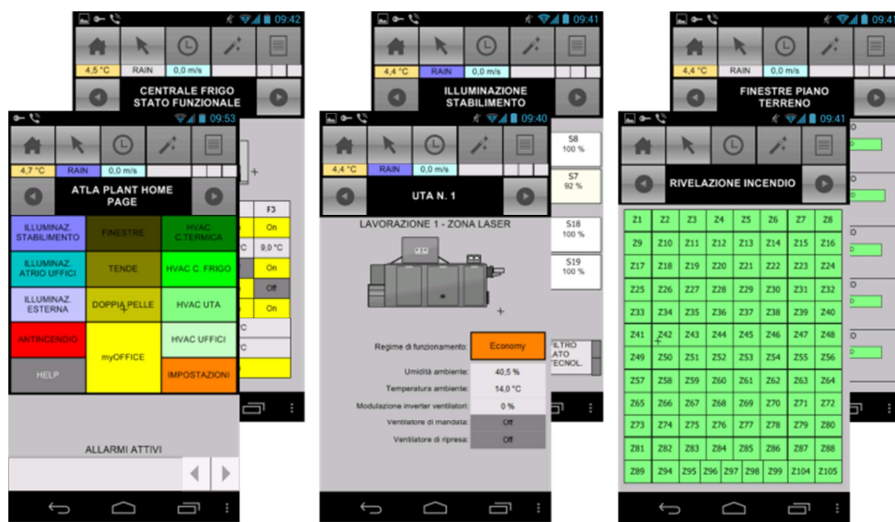 09:42
4,5 °C RAIN 0,0 m/s
CENTRALE FRIGO
STATO FUNZIONALE
F3
On
9,0 °C
On
Off
On
09:53
4,7 °C RAIN 0,0 m/s
ATLA PLANT HOME
PAGE
ILLUMINAZ.
STABILIMENTO
FINESTRE
HVAC
C.TERMICA
ILLUMINAZ.
ATRIO UFFICI
TENDE
HVAC C. FRIGO
ILLUMINAZ.
ESTERNA
DOPPIA PELLE
HVAC UTA
ANTINCENDIO
myOFFICE
HVAC UFFICI
HELP
IMPOSTAZIONI
ALLARMI ATTIVI
09:41
4,4 °C RAIN 0,0 m/s
ILLUMINAZIONE
STABILIMENTO
S8
100 %
S7
92 %
S18
100 %
S19
100 %
09:40
4,4 °C RAIN 0,0 m/s
UTA N. 1
LAVORAZIONE 1 - ZONA LASER
Regime di funzionamento: Economy
Umidità ambiente: 40,5 %
Temperatura ambiente: 14,0 °C
Modulazione inverter ventilatori: 0 %
Ventilatore di mandata: Off
Ventilatore di ripresa: Off
4,4 °C RAIN 0,0 m/s
FINESTRE PIANO
TERRENO
09:41
RIVELAZIONE INCENDIO
Z1 Z2 Z3 Z4 Z5 Z6 Z7 Z8
Z9 Z10 Z11 Z12 Z13 Z14 Z15 Z16
Z17 Z18 Z19 Z20 Z21 Z22 Z23 Z24
Z25 Z26 Z27 Z28 Z29 Z30 Z31 Z32
Z33 Z34 Z35 Z36 Z37 Z38 Z39 Z40
Z41 Z42 Z43 Z44 Z45 Z46 Z47 Z48
Z49 Z50 Z51 Z52 Z53 Z54 Z55 Z56
Z57 Z58 Z59 Z60 Z61 Z62 Z63 Z64
Z65 Z66 Z67 Z68 Z69 Z70 Z71 Z72
Z73 Z74 Z75 Z76 Z77 Z78 Z79 Z80
Z81 Z82 Z83 Z84 Z85 Z86 Z87 Z88
Z89 Z94 Z95 Z96 Z97 Z98 Z99 Z104 Z105